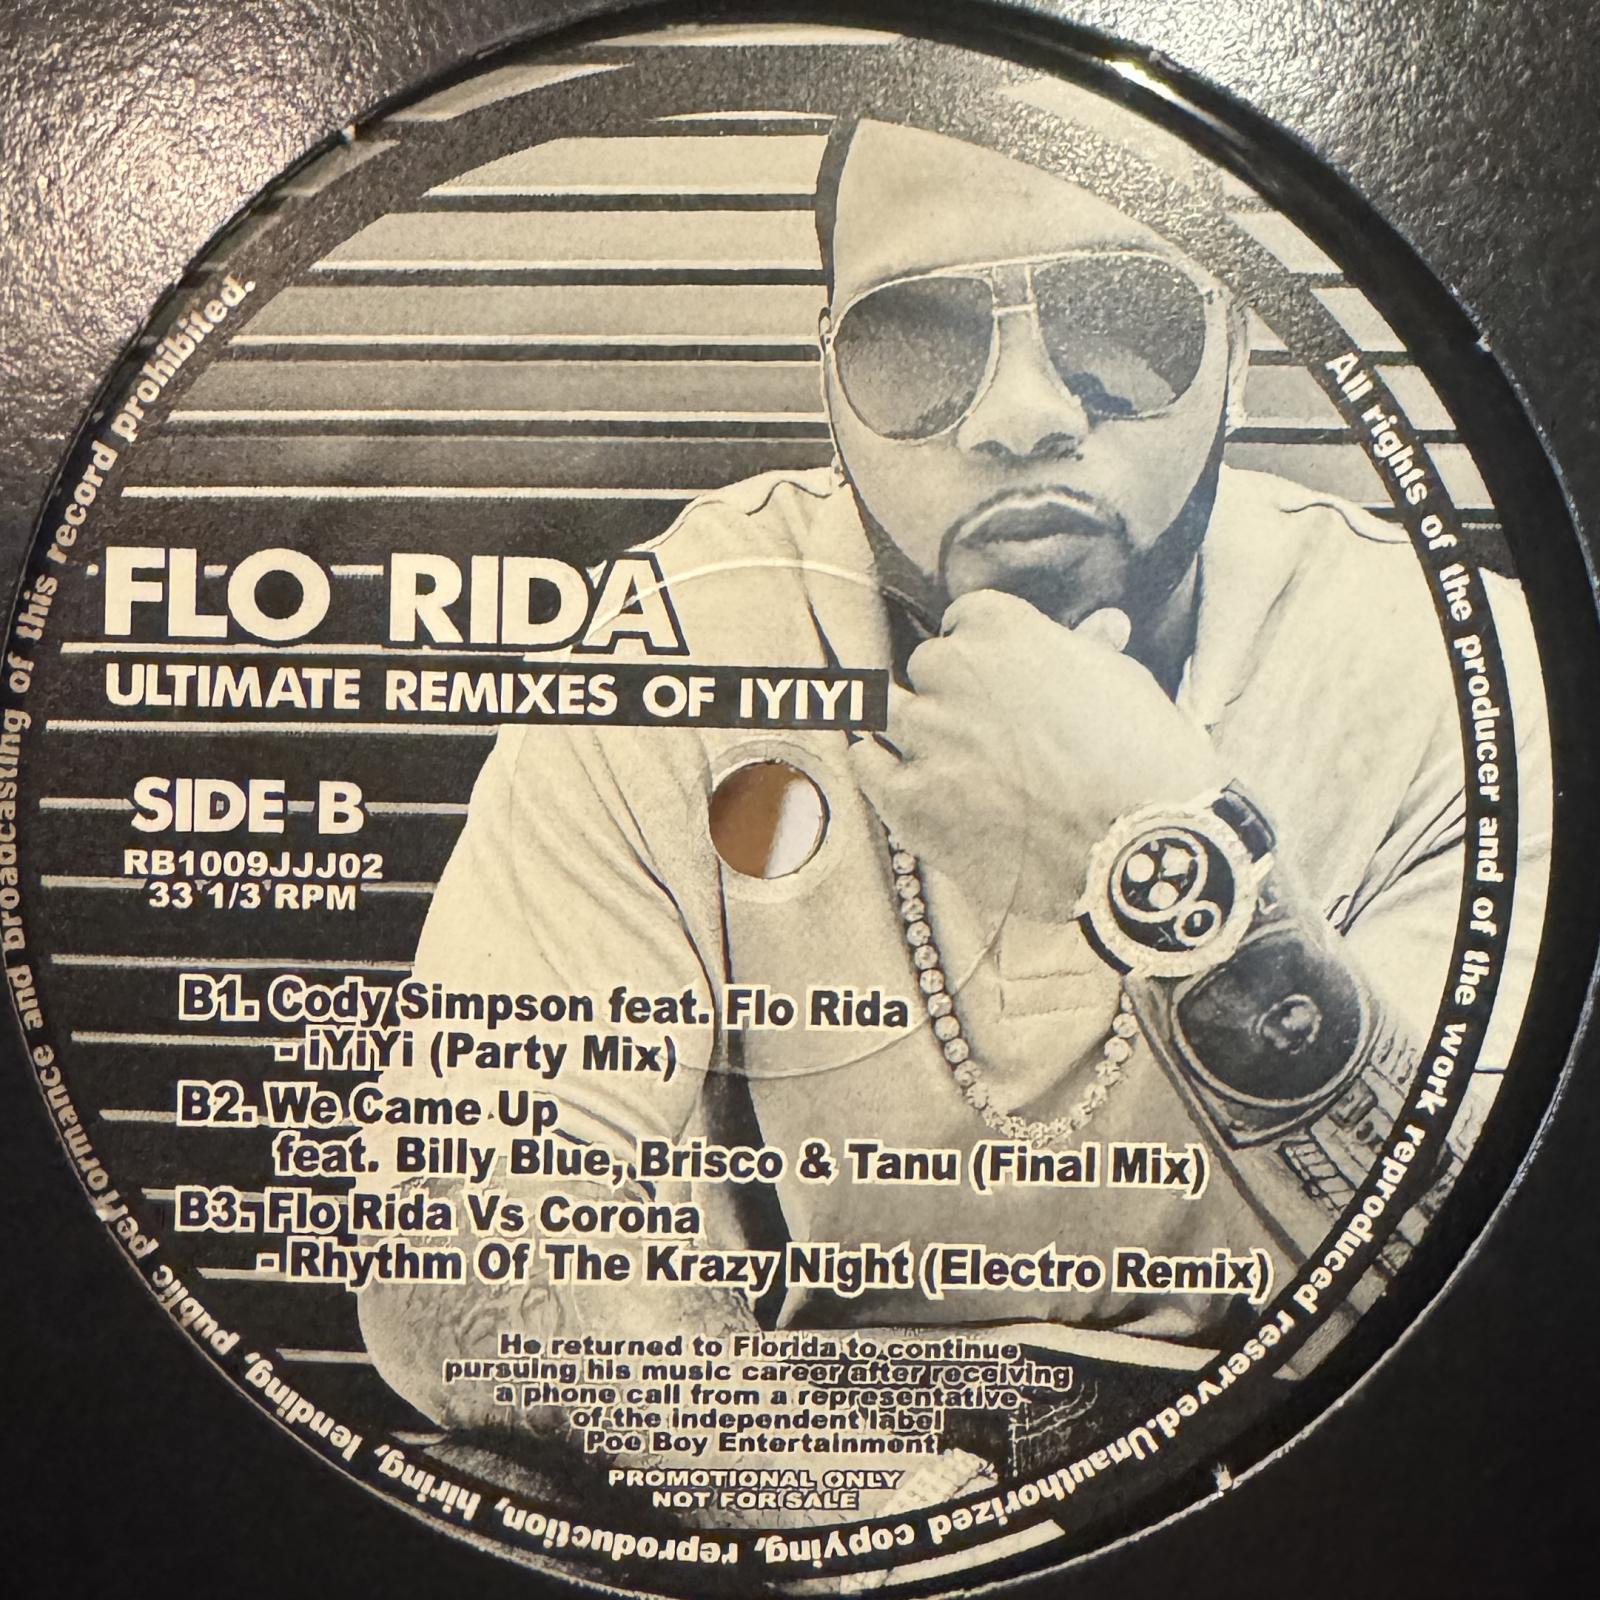 FLO RIDA
ULTIMATE REMIXES OF IYIYI
SIDE B
RB1009JJJ02
33 1/3 RPM
B1. Cody Simpson feat. Flo Rida
- iYiYi (Party Mix)
B2. We Came Up
feat. Billy Blue, Brisco & Tanu (Final Mix)
B3. Flo Rida Vs Corona
- Rhythm Of The Krazy Night (Electro Remix)
He returned to Florida to continue
pursuing his music career after receiving
a phone call from a representative
of the independent label
Poe Boy Entertainment
PROMOTIONAL ONLY
NOT FOR SALE
All rights of the producer and of the work reproduced reserved. Unauthorized copying, reproduction, hiring, lending, public performance and broadcasting of this record prohibited.